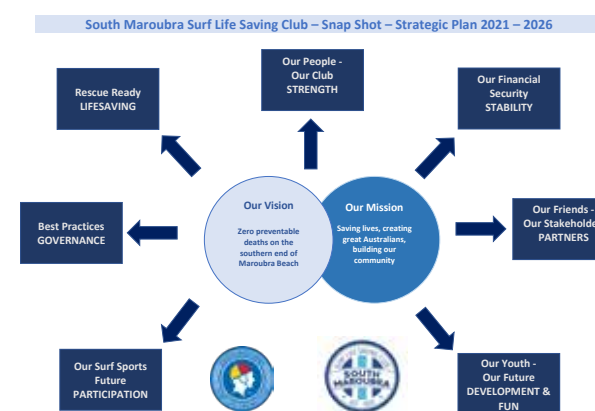 South Maroubra Surf Life Saving Club – Snap Shot – Strategic Plan 2021 – 2026
Our People -
Our Club
STRENGTH
Rescue Ready
LIFESAVING
Our Financial
Security
STABILITY
Our Vision
Zero preventable
deaths on the
southern end of
Maroubra Beach
Our Mission
Saving lives, creating
great Australians,
building our
community
Best Practices
GOVERNANCE
Our Friends -
Our Stakeholde
PARTNERS
Our Surf Sports
Future
PARTICIPATION
SOUTH
MAROUBRA
Our Youth -
Our Future
DEVELOPMENT &
FUN